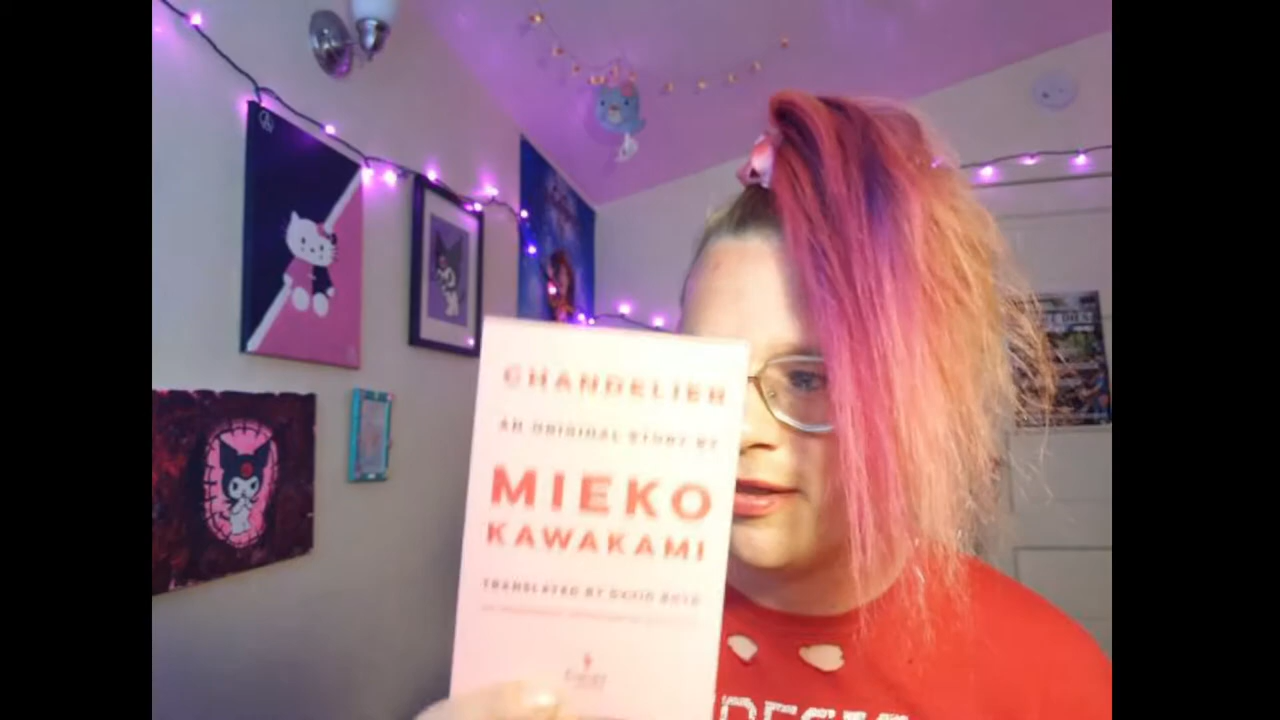 CHANDELIER
AN ORIGINAL STORY BY
MIEKO
KAWAKAMI
TRANSLATED BY DAVID BOYD